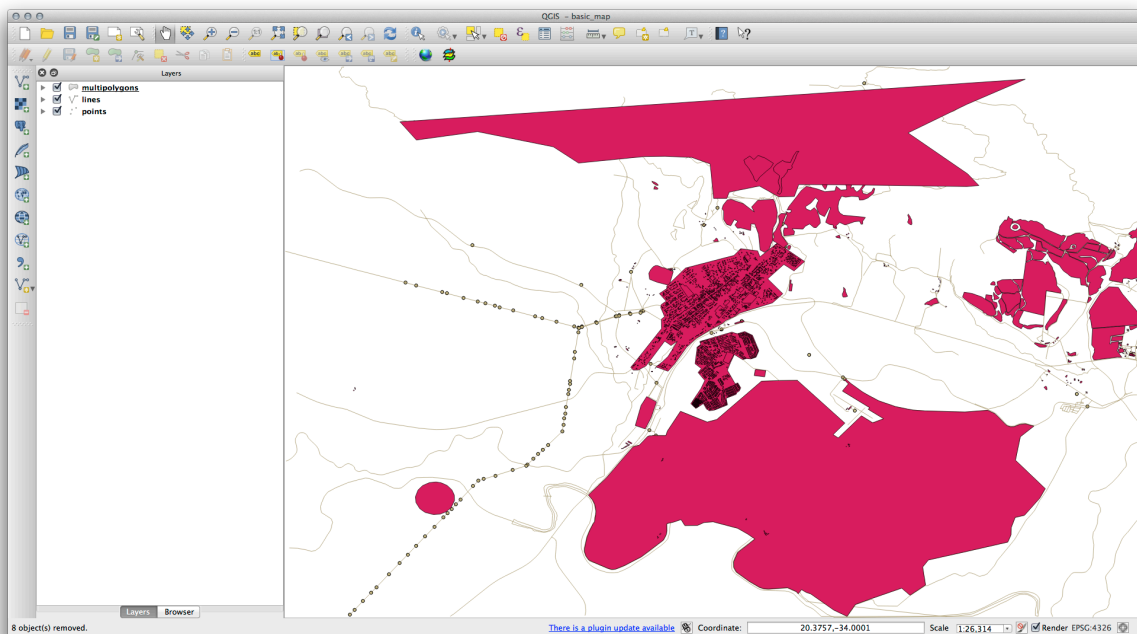 QGIS - basic_map
Layers
multipolygons
lines
points
Layers Browser
8 object(s) removed.
There is a plugin update available
Coordinate: 20.3757,-34.0001
Scale 1:26,314
Render EPSG:4326